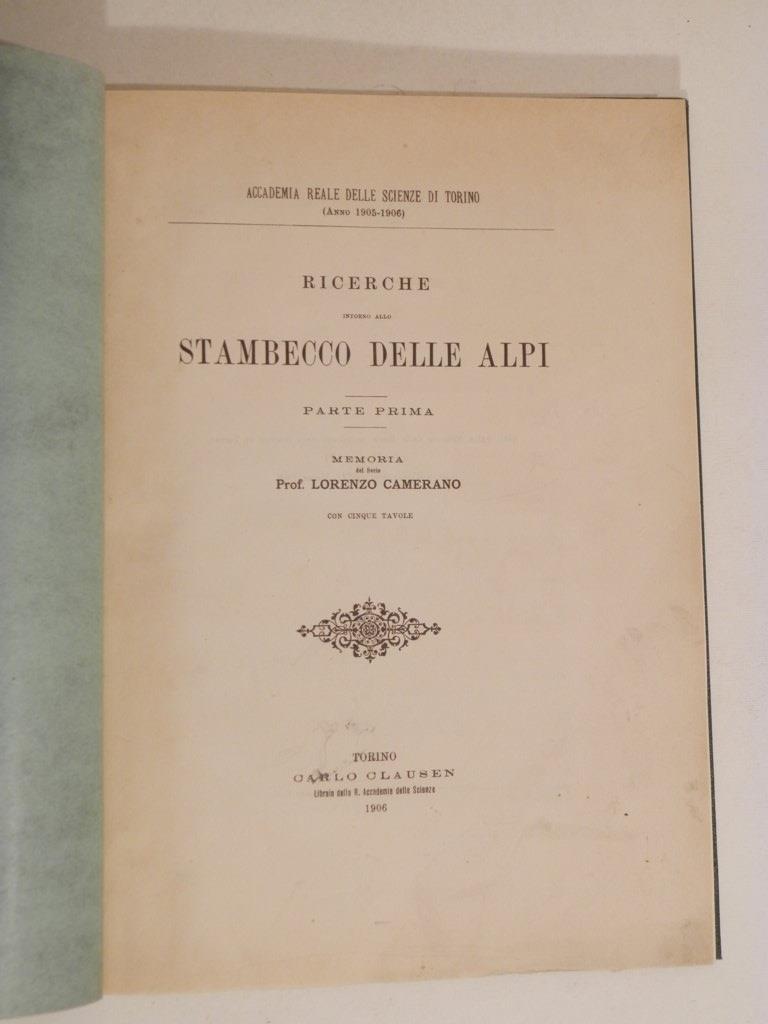 ACCADEMIA REALE DELLE SCIENZE DI TORINO
(ANNO 1905-1906)
RICERCHE
INTORNO ALLO
STAMBECCO DELLE ALPI
PARTE PRIMA
MEMORIA
del Socio
Prof. LORENZO CAMERANO
CON CINQUE TAVOLE
TORINO
CARLO CLAUSEN
Libraio della R. Accademia delle Scienze
1906